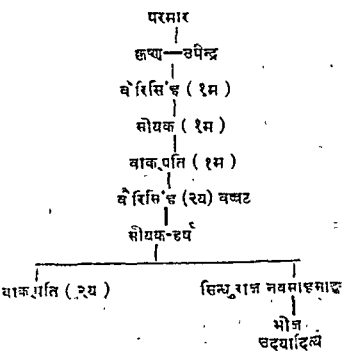 परमार
कृष्ण—उपेन्द्र
वैरिसिंह (१म)
सीयक (१म)
वाक्पति (१म)
वैरिसिंह (२य) वज्रट
सीयक-हर्ष
वाक्पति (२य) सिन्धुराज नवसाहसाङ्क
भोज
उदयादित्य